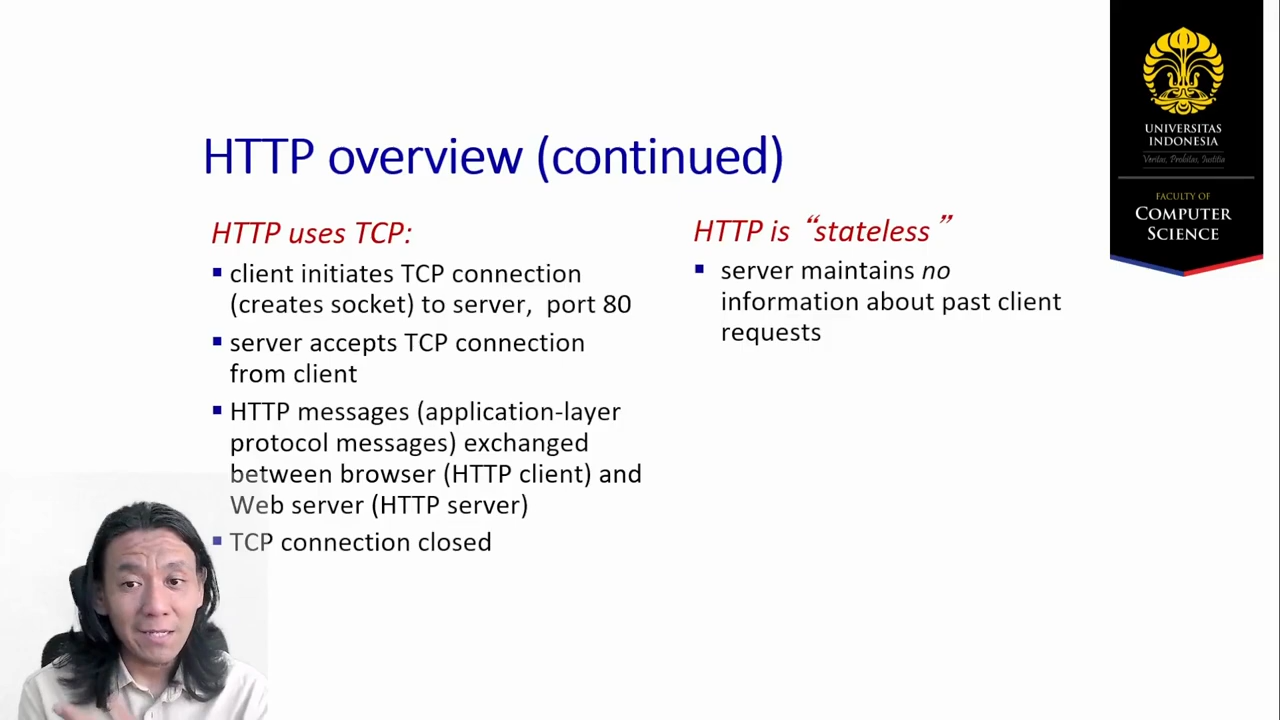 HTTP overview (continued)
HTTP uses TCP:
▪ client initiates TCP connection
(creates socket) to server, port 80
▪ server accepts TCP connection
from client
▪ HTTP messages (application-layer
protocol messages) exchanged
between browser (HTTP client) and
Web server (HTTP server)
▪ TCP connection closed
HTTP is “stateless”
▪ server maintains no
information about past client
requests
UNIVERSITAS
INDONESIA
Veritas, Probitas, Iustitia
FACULTY OF
COMPUTER
SCIENCE